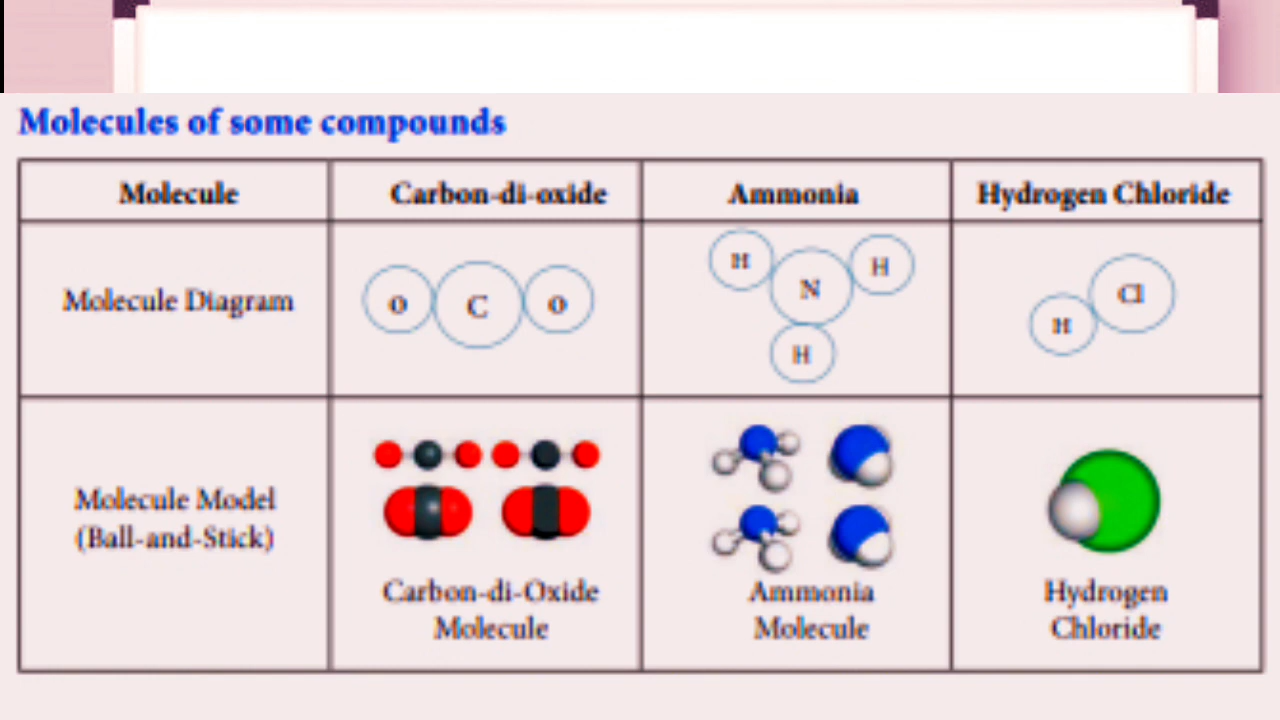 Molecules of some compounds
Molecule
Carbon-di-oxide
Ammonia
Hydrogen Chloride
Molecule Diagram
O C O
H N H
H
H Cl
Molecule Model
(Ball-and-Stick)
Carbon-di-Oxide
Molecule
Ammonia
Molecule
Hydrogen
Chloride